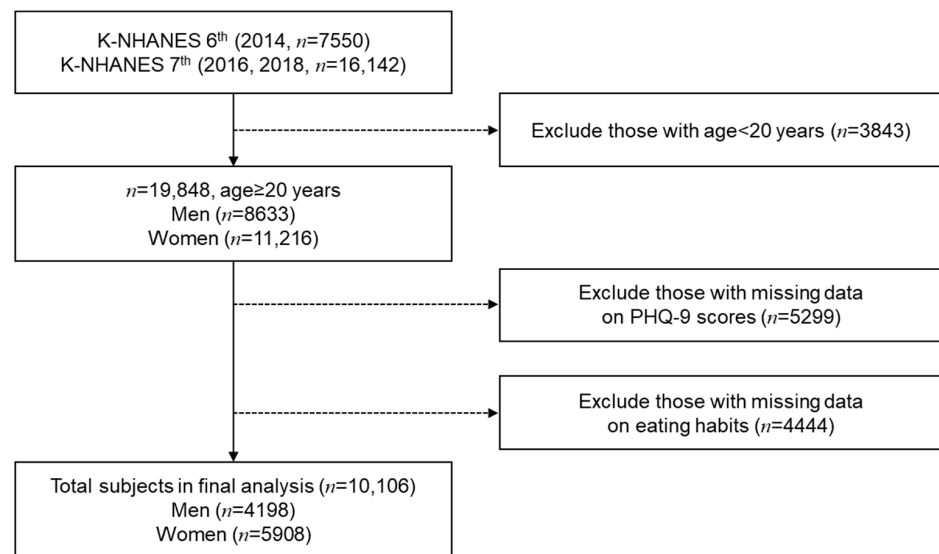 K-NHANES 6th (2014, n=7550)
K-NHANES 7th (2016, 2018, n=16,142)
Exclude those with age<20 years (n=3843)
n=19,848, age≥20 years
Men (n=8633)
Women (n=11,216)
Exclude those with missing data
on PHQ-9 scores (n=5299)
Exclude those with missing data
on eating habits (n=4444)
Total subjects in final analysis (n=10,106)
Men (n=4198)
Women (n=5908)